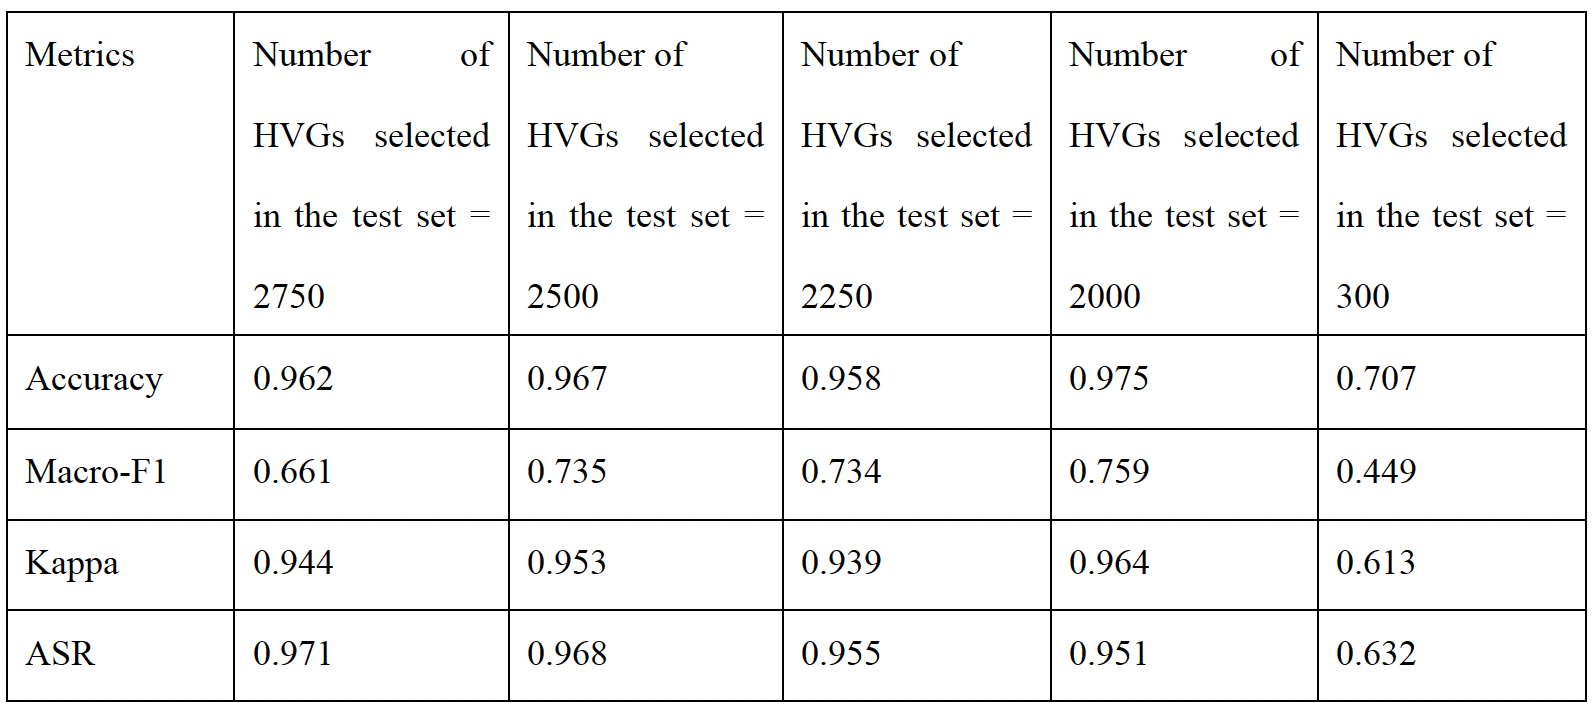 Metrics
Number of
HVGs selected
in the test set =
2750
Number of
HVGs selected
in the test set =
2500
Number of
HVGs selected
in the test set =
2250
Number of
HVGs selected
in the test set =
2000
Number of
HVGs selected
in the test set =
300
Accuracy 0.962 0.967 0.958 0.975 0.707
Macro-F1 0.661 0.735 0.734 0.759 0.449
Kappa 0.944 0.953 0.939 0.964 0.613
ASR 0.971 0.968 0.955 0.951 0.632